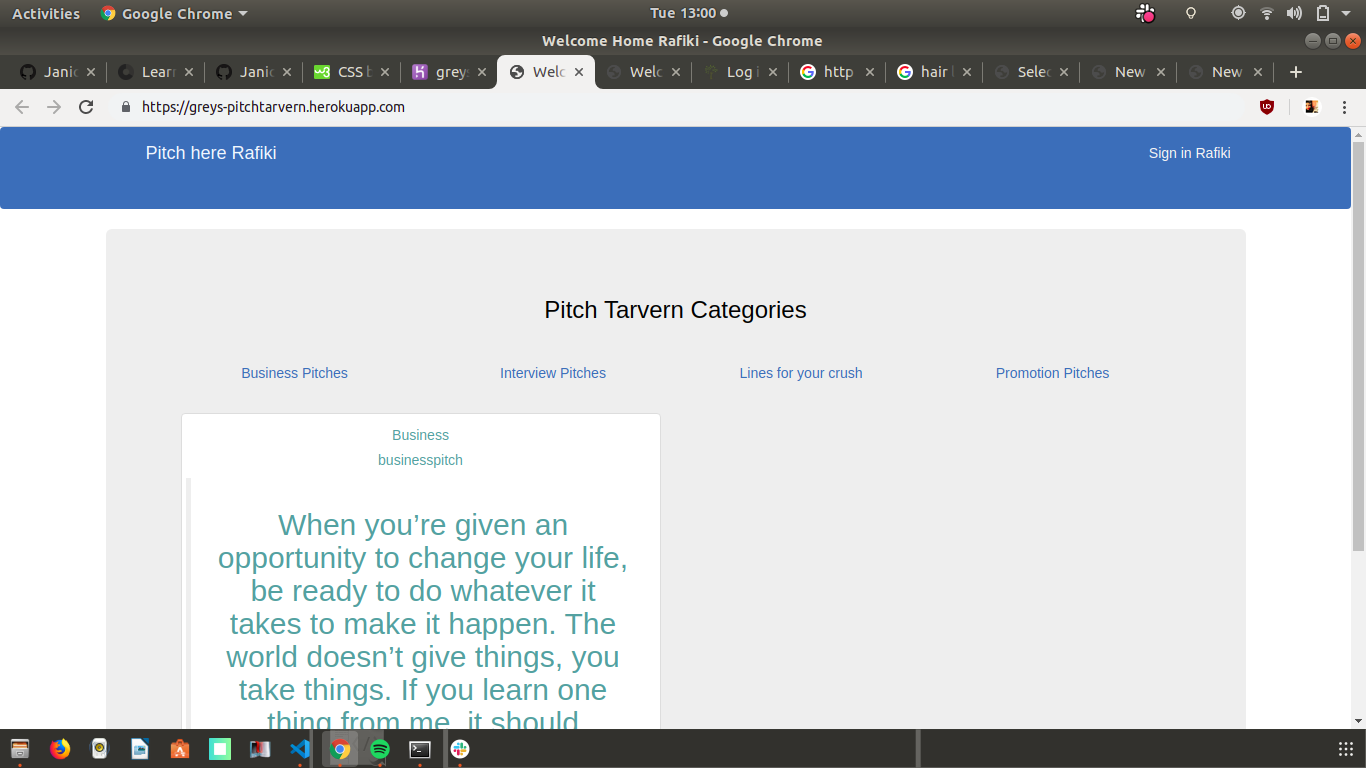 Activities Google Chrome Tue 13:00
Welcome Home Rafiki - Google Chrome
Janic Learn Janic CSS b greys Welc Welc Log i http hair l Selec New New
https://greys-pitchtarvern.herokuapp.com
Pitch here Rafiki Sign in Rafiki
Pitch Tarvern Categories
Business Pitches Interview Pitches Lines for your crush Promotion Pitches
Business
businesspitch
When you’re given an
opportunity to change your life,
be ready to do whatever it
takes to make it happen. The
world doesn’t give things, you
take things. If you learn one
thing from me, it should